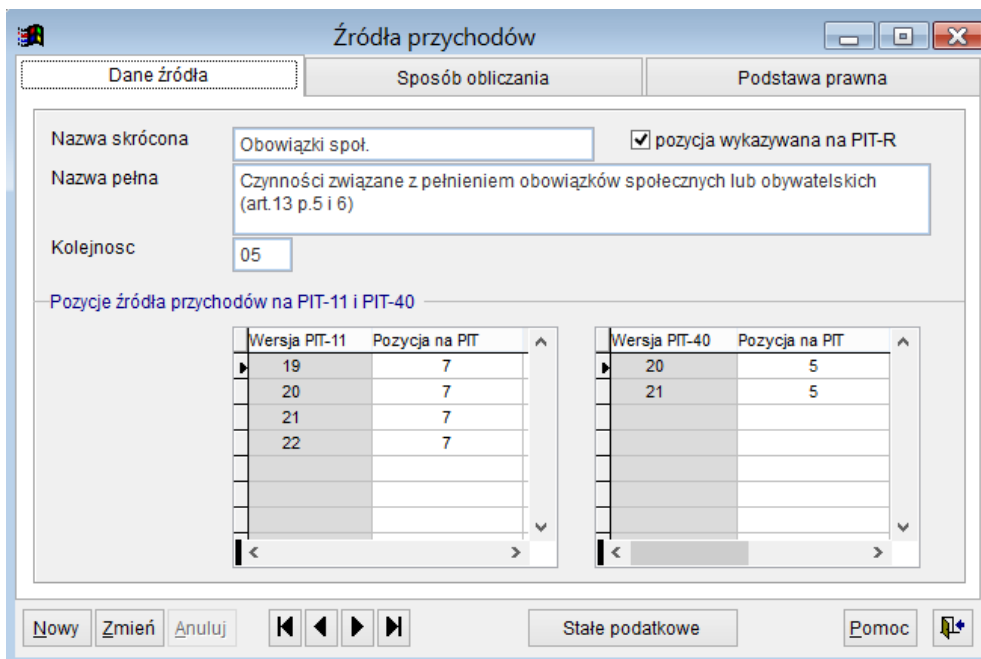 Źródła przychodów
Dane źródła Sposób obliczania Podstawa prawna
Nazwa skrócona Obowiązki społ. pozycja wykazywana na PIT-R
Nazwa pełna Czynności związane z pełnieniem obowiązków społecznych lub obywatelskich
(art.13 p.5 i 6)
Kolejnosc 05
Pozycje źródła przychodów na PIT-11 i PIT-40
Wersja PIT-11 Pozycja na PIT Wersja PIT-40 Pozycja na PIT
19 7 20 5
20 7 21 5
21 7
22 7
Nowy Zmień Anuluj Stałe podatkowe Pomoc